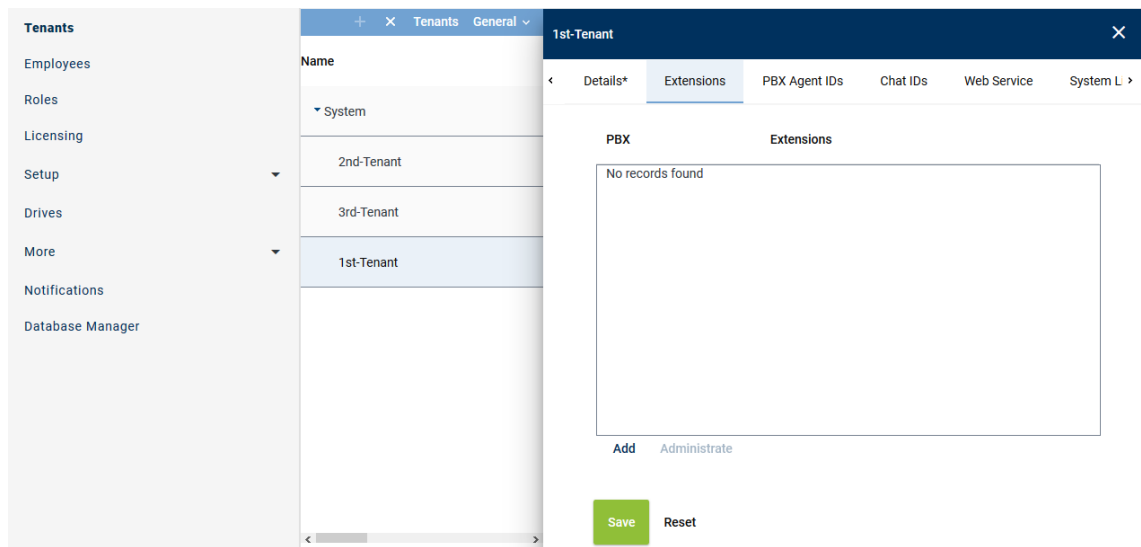 Tenants
Employees
Roles
Licensing
Setup
Drives
More
Notifications
Database Manager
Tenants General
Name
System
2nd-Tenant
3rd-Tenant
1st-Tenant
1st-Tenant
Details* Extensions PBX Agent IDs Chat IDs Web Service System L
PBX Extensions
No records found
Add Administrate
Save Reset